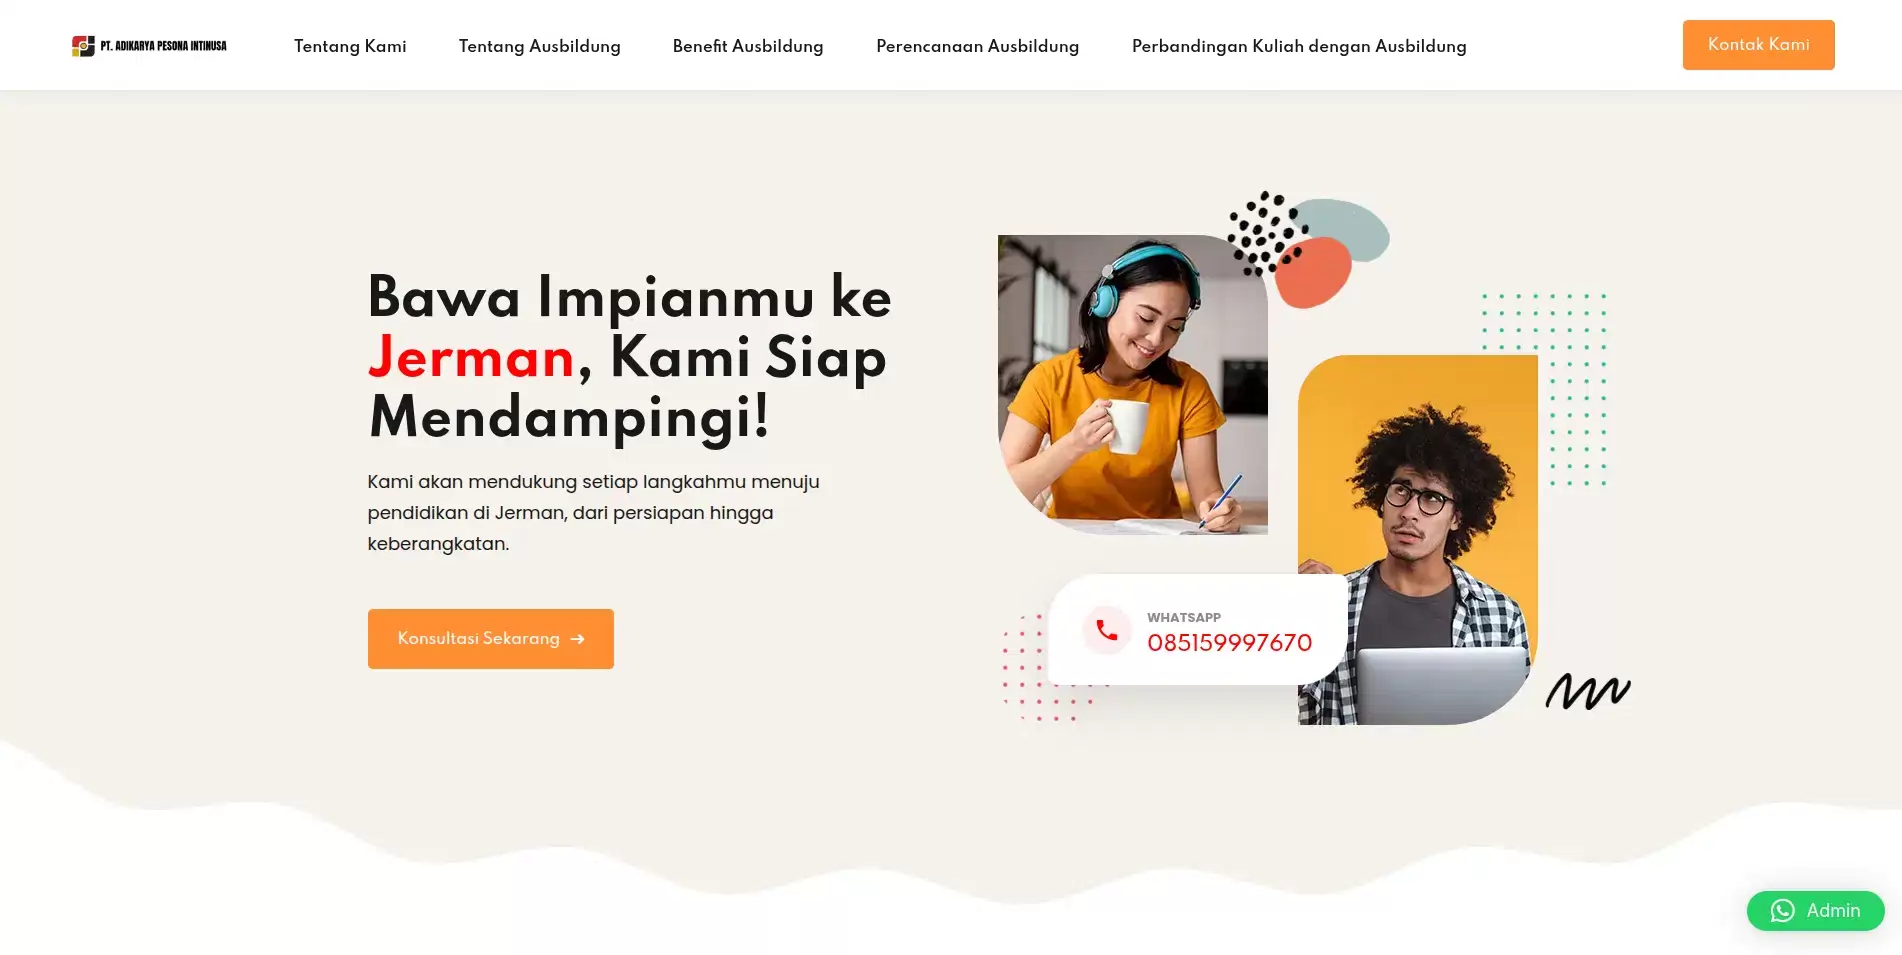 PT. ADIKARYA PESONA INTINUSA
Tentang Kami
Tentang Ausbildung
Benefit Ausbildung
Perencanaan Ausbildung
Perbandingan Kuliah dengan Ausbildung
Kontak Kami
Bawa Impianmu ke
Jerman, Kami Siap
Mendampingi!
Kami akan mendukung setiap langkahmu menuju
pendidikan di Jerman, dari persiapan hingga
keberangkatan.
Konsultasi Sekarang
WHATSAPP
085159997670
Admin